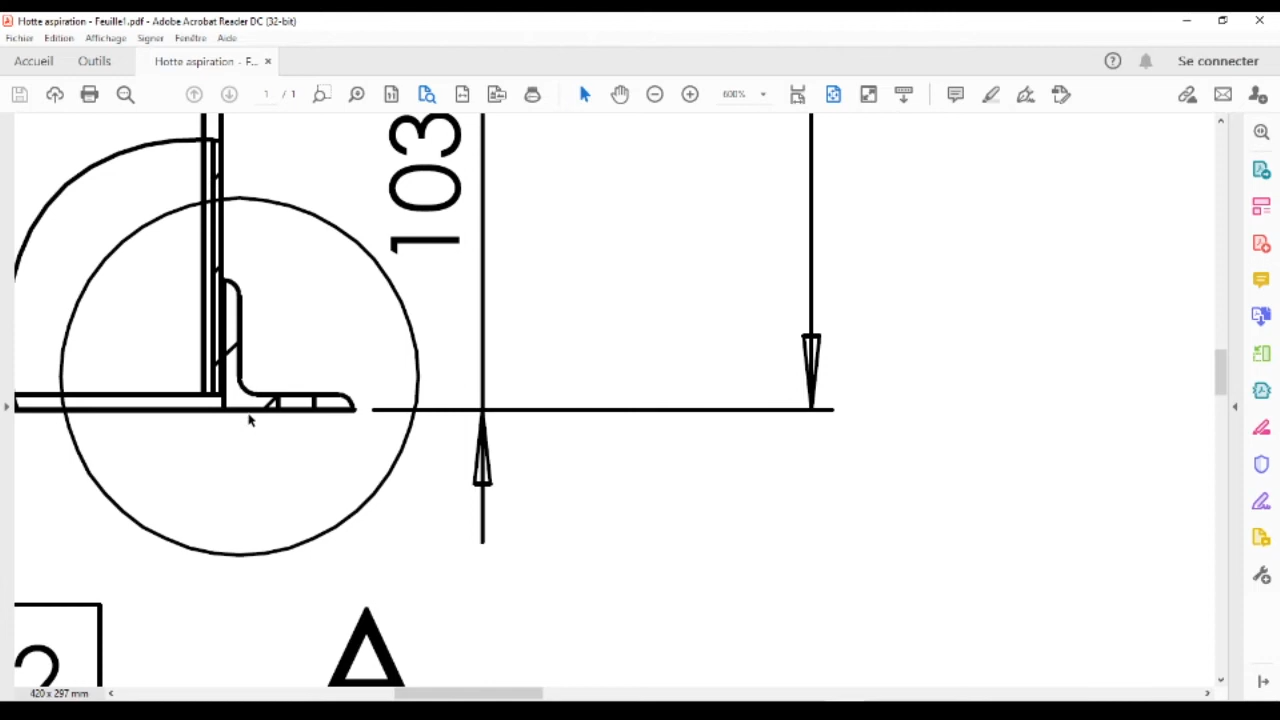 Hotte aspiration - Feuille1.pdf - Adobe Acrobat Reader DC (32-bit)
Fichier Edition Affichage Signer Fenêtre Aide
Accueil Outils Hotte aspiration - F... × Se connecter
1 / 1 600%
103
2
A
420 x 297 mm